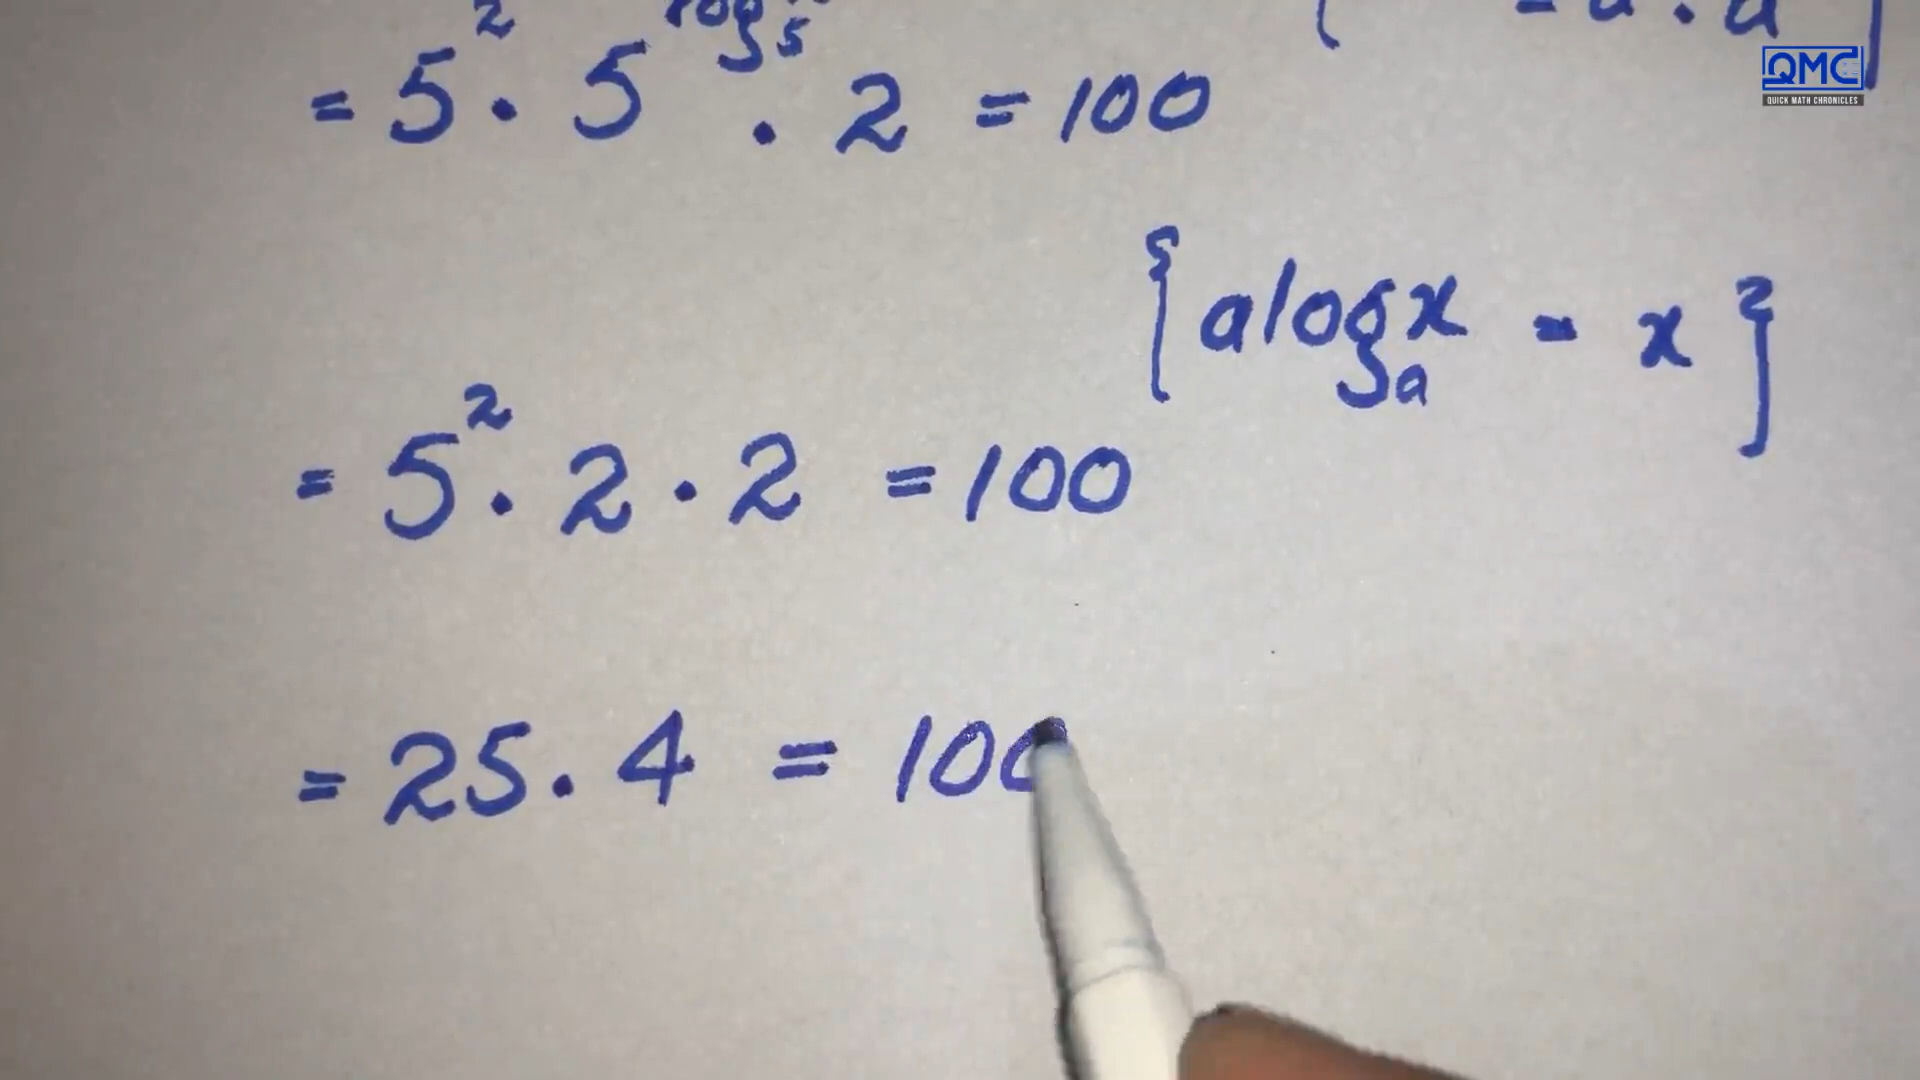 = a . a }
QMC
QUICK MATH CHRONICLES
= 5² . 5^log₅ . 2 = 100
{ alogₐx = x }
= 5² . 2 . 2 = 100
= 25 . 4 = 100